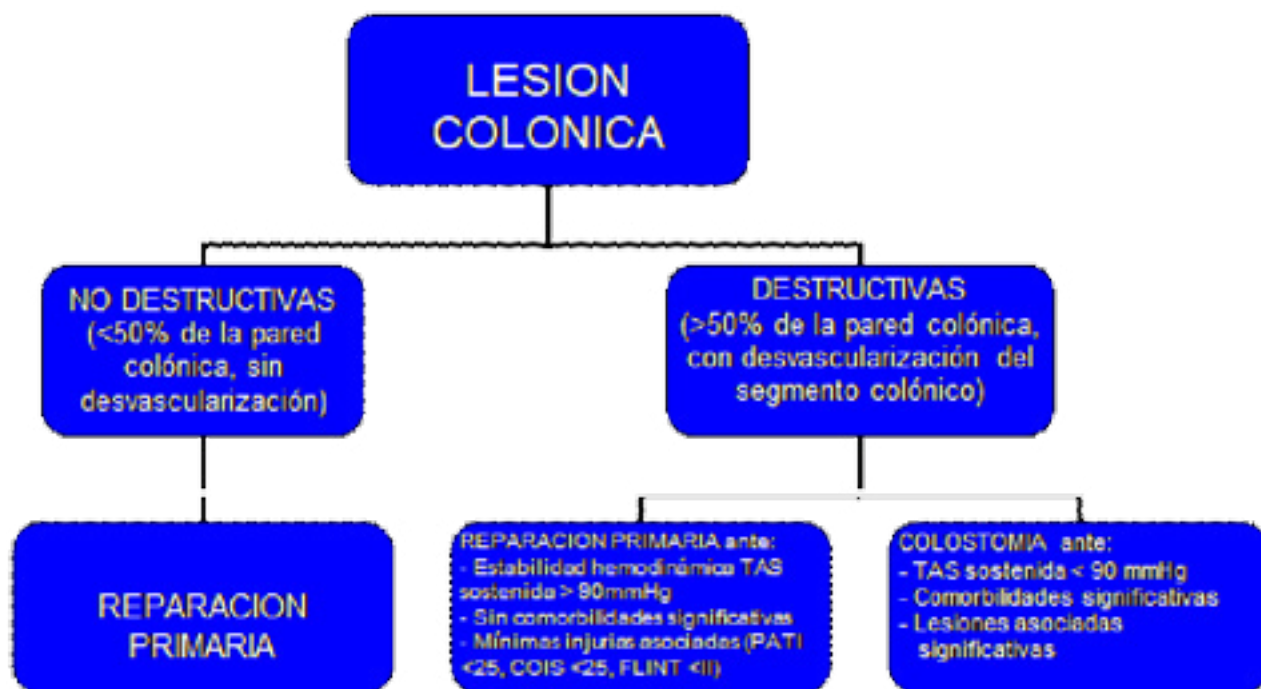 LESION
COLONICA
NO DESTRUCTIVAS
(<50% de la pared
colónica, sin
desvascularización)
DESTRUCTIVAS
(>50% de la pared colónica,
con desvascularización del
segmento colónico)
REPARACION
PRIMARIA
REPARACION PRIMARIA ante:
- Estabilidad hemodinámica TAS
sostenida > 90mmHg
- Sin comorbilidades significativas
- Mínimas injurias asociadas (PATI
<25, COIS <25, FLINT <II)
COLOSTOMIA ante:
- TAS sostenida < 90 mmHg
- Comorbilidades significativas
- Lesiones asociadas
significativas